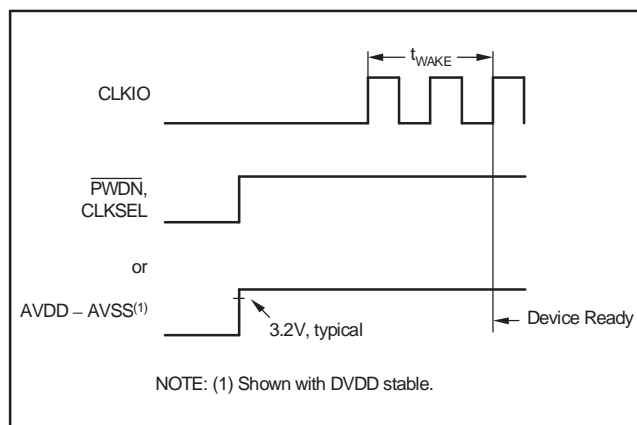 tWAKE
CLKIO
PWDN,
CLKSEL
or
AVDD – AVSS(1)
3.2V, typical
Device Ready
NOTE: (1) Shown with DVDD stable.